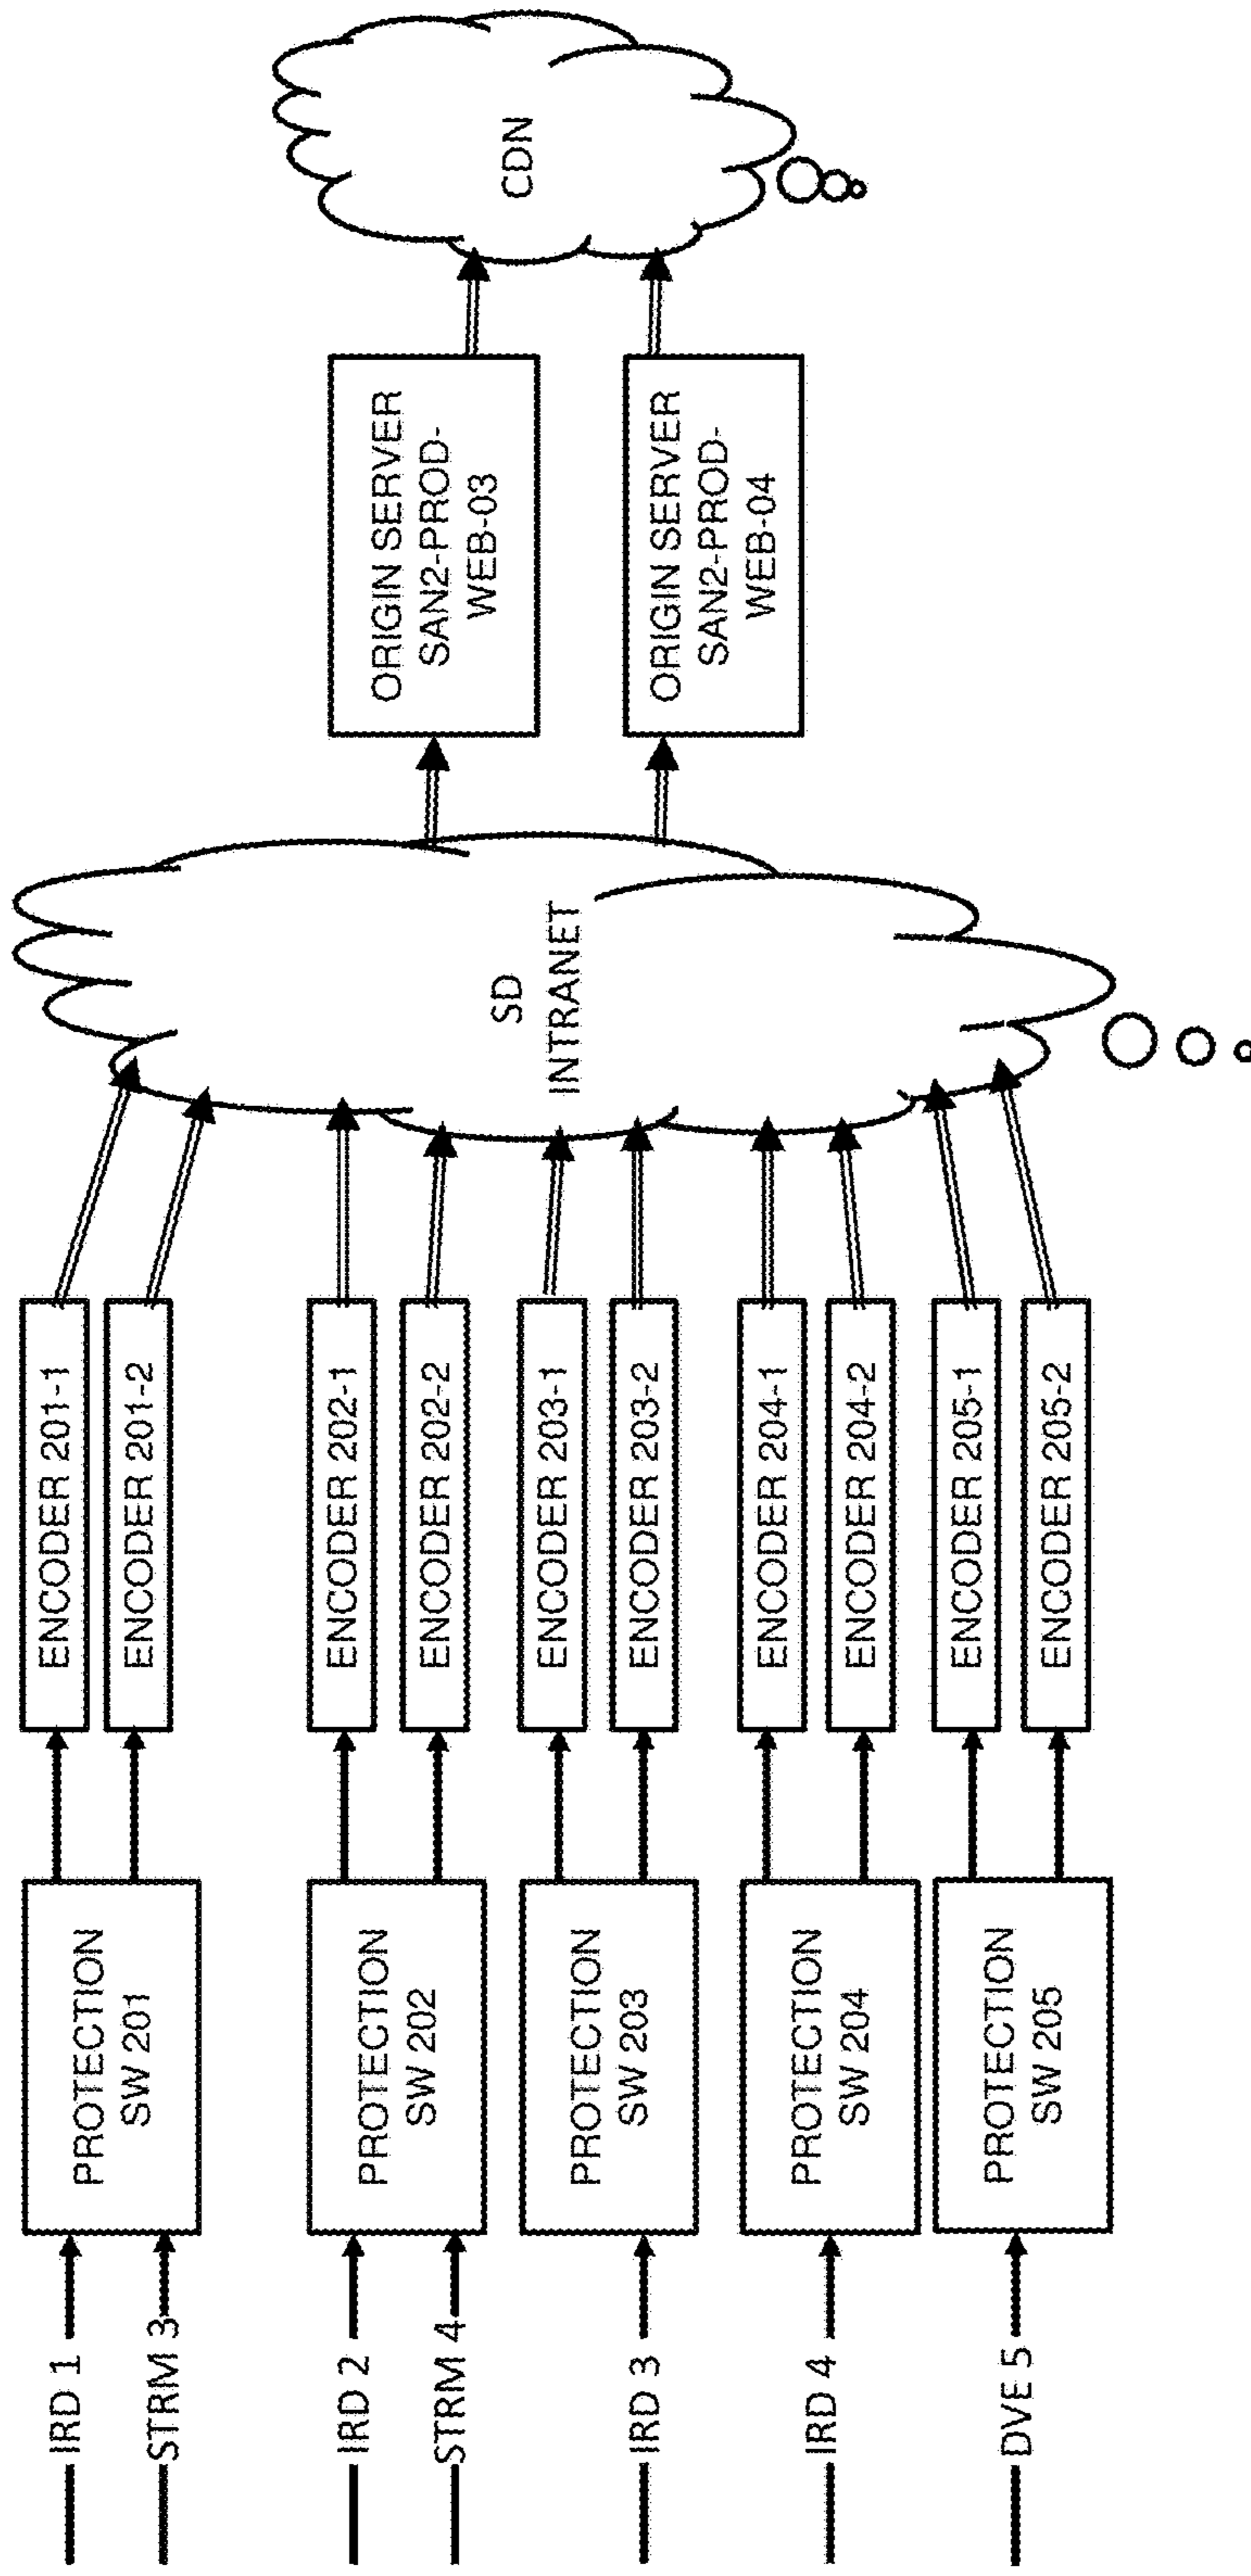 IRD 1
STRM 3
IRD 2
STRM 4
IRD 3
IRD 4
DVE 5
PROTECTION
SW 201
PROTECTION
SW 202
PROTECTION
SW 203
PROTECTION
SW 204
PROTECTION
SW 205
ENCODER 201-1
ENCODER 201-2
ENCODER 202-1
ENCODER 202-2
ENCODER 203-1
ENCODER 203-2
ENCODER 204-1
ENCODER 204-2
ENCODER 205-1
ENCODER 205-2
SD
INTRANET
ORIGIN SERVER
SAN2-PROD-
WEB-03
ORIGIN SERVER
SAN2-PROD-
WEB-04
CDN